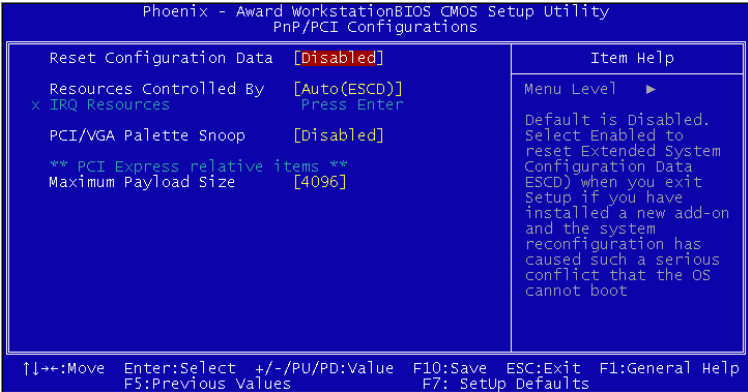 Phoenix - Award WorkstationBIOS CMOS Setup Utility
PnP/PCI Configurations
Reset Configuration Data [Disabled]
Resources Controlled By [Auto(ESCD)]
x IRQ Resources Press Enter
PCI/VGA Palette Snoop [Disabled]
** PCI Express relative items **
Maximum Payload Size [4096]
Item Help
Menu Level ►
Default is Disabled.
Select Enabled to
reset Extended System
Configuration Data
ESCD) when you exit
Setup if you have
installed a new add-on
and the system
reconfiguration has
caused such a serious
conflict that the OS
cannot boot
↑↓→←:Move Enter:Select +/-/PU/PD:Value F10:Save ESC:Exit F1:General Help
F5:Previous Values F7: SetUp Defaults